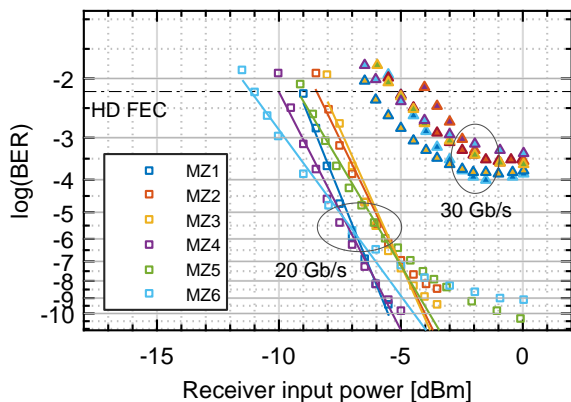 log(BER)
-2
-3
-4
-5
-6
-7
-8
-9
-10
HD FEC
MZ1
MZ2
MZ3
MZ4
MZ5
MZ6
20 Gb/s
30 Gb/s
-15
-10
-5
0
Receiver input power [dBm]